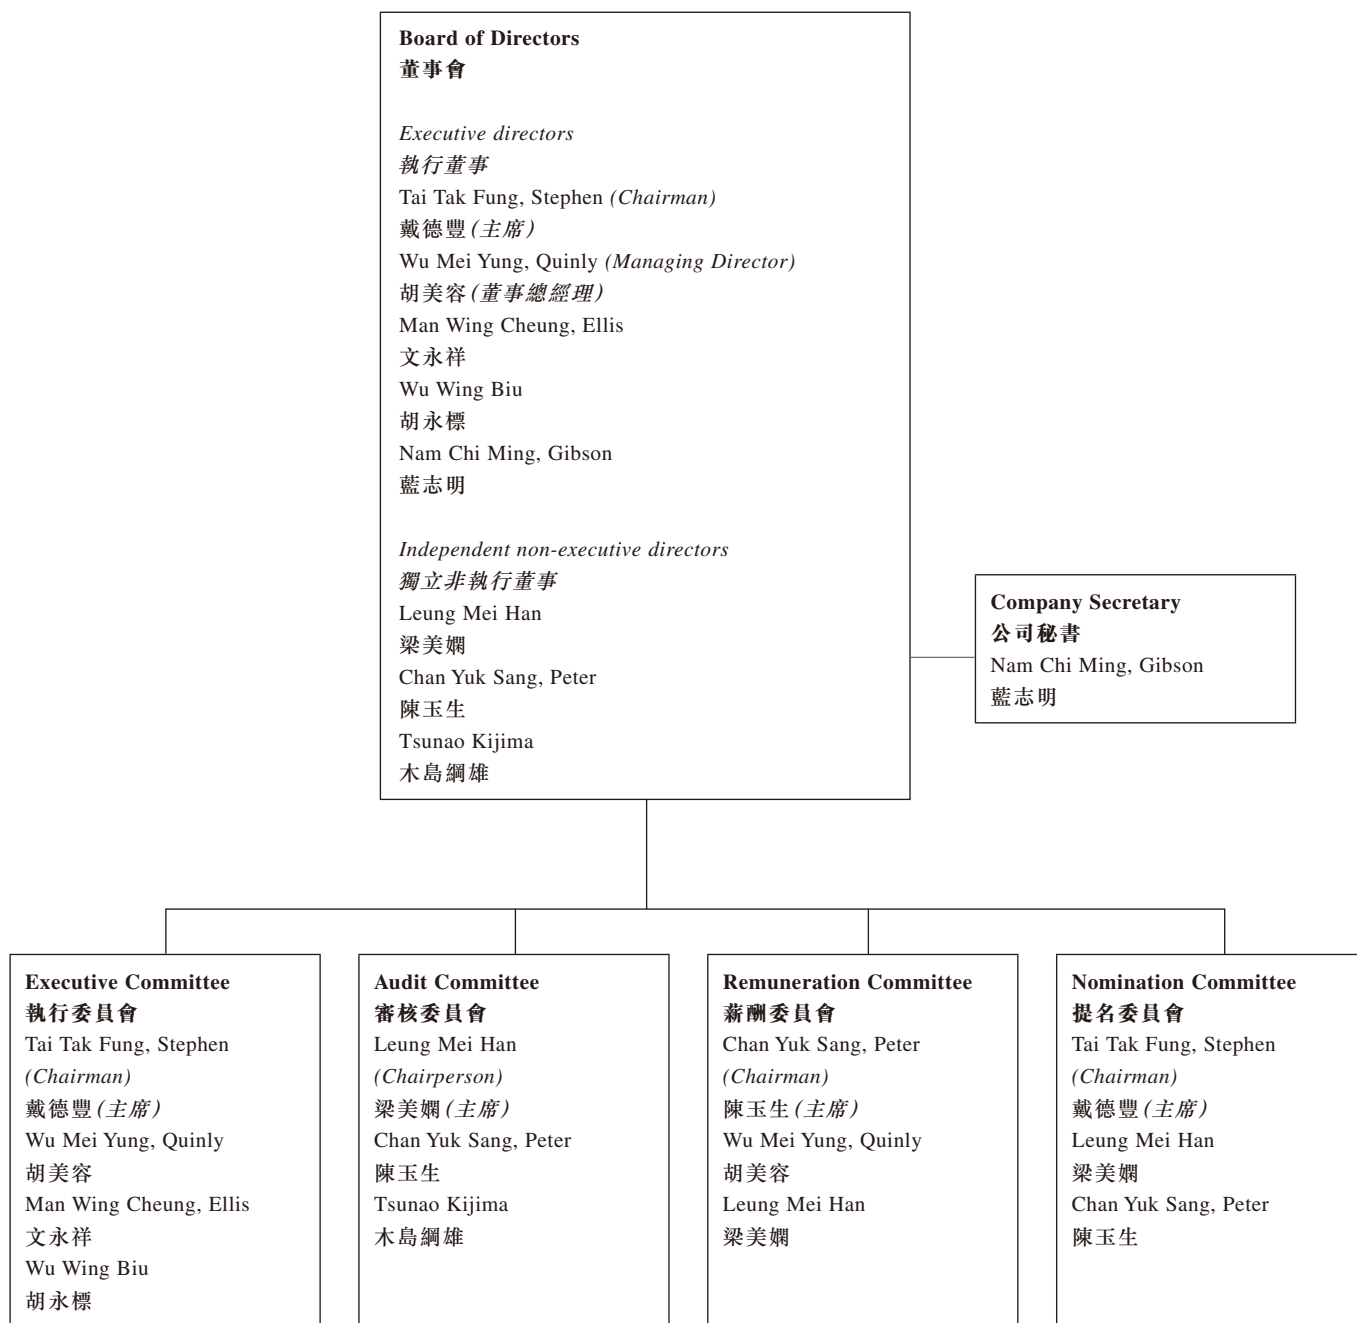 Board of Directors
董事會
Executive directors
執行董事
Tai Tak Fung, Stephen (Chairman)
戴德豐(主席)
Wu Mei Yung, Quinly (Managing Director)
胡美容(董事總經理)
Man Wing Cheung, Ellis
文永祥
Wu Wing Biu
胡永標
Nam Chi Ming, Gibson
藍志明
Independent non-executive directors
獨立非執行董事
Leung Mei Han
梁美嫻
Chan Yuk Sang, Peter
陳玉生
Tsunao Kijima
木島綱雄
Company Secretary
公司秘書
Nam Chi Ming, Gibson
藍志明
Executive Committee
執行委員會
Tai Tak Fung, Stephen
(Chairman)
戴德豐(主席)
Wu Mei Yung, Quinly
胡美容
Man Wing Cheung, Ellis
文永祥
Wu Wing Biu
胡永標
Audit Committee
審核委員會
Leung Mei Han
(Chairperson)
梁美嫻(主席)
Chan Yuk Sang, Peter
陳玉生
Tsunao Kijima
木島綱雄
Remuneration Committee
薪酬委員會
Chan Yuk Sang, Peter
(Chairman)
陳玉生(主席)
Wu Mei Yung, Quinly
胡美容
Leung Mei Han
梁美嫻
Nomination Committee
提名委員會
Tai Tak Fung, Stephen
(Chairman)
戴德豐(主席)
Leung Mei Han
梁美嫻
Chan Yuk Sang, Peter
陳玉生